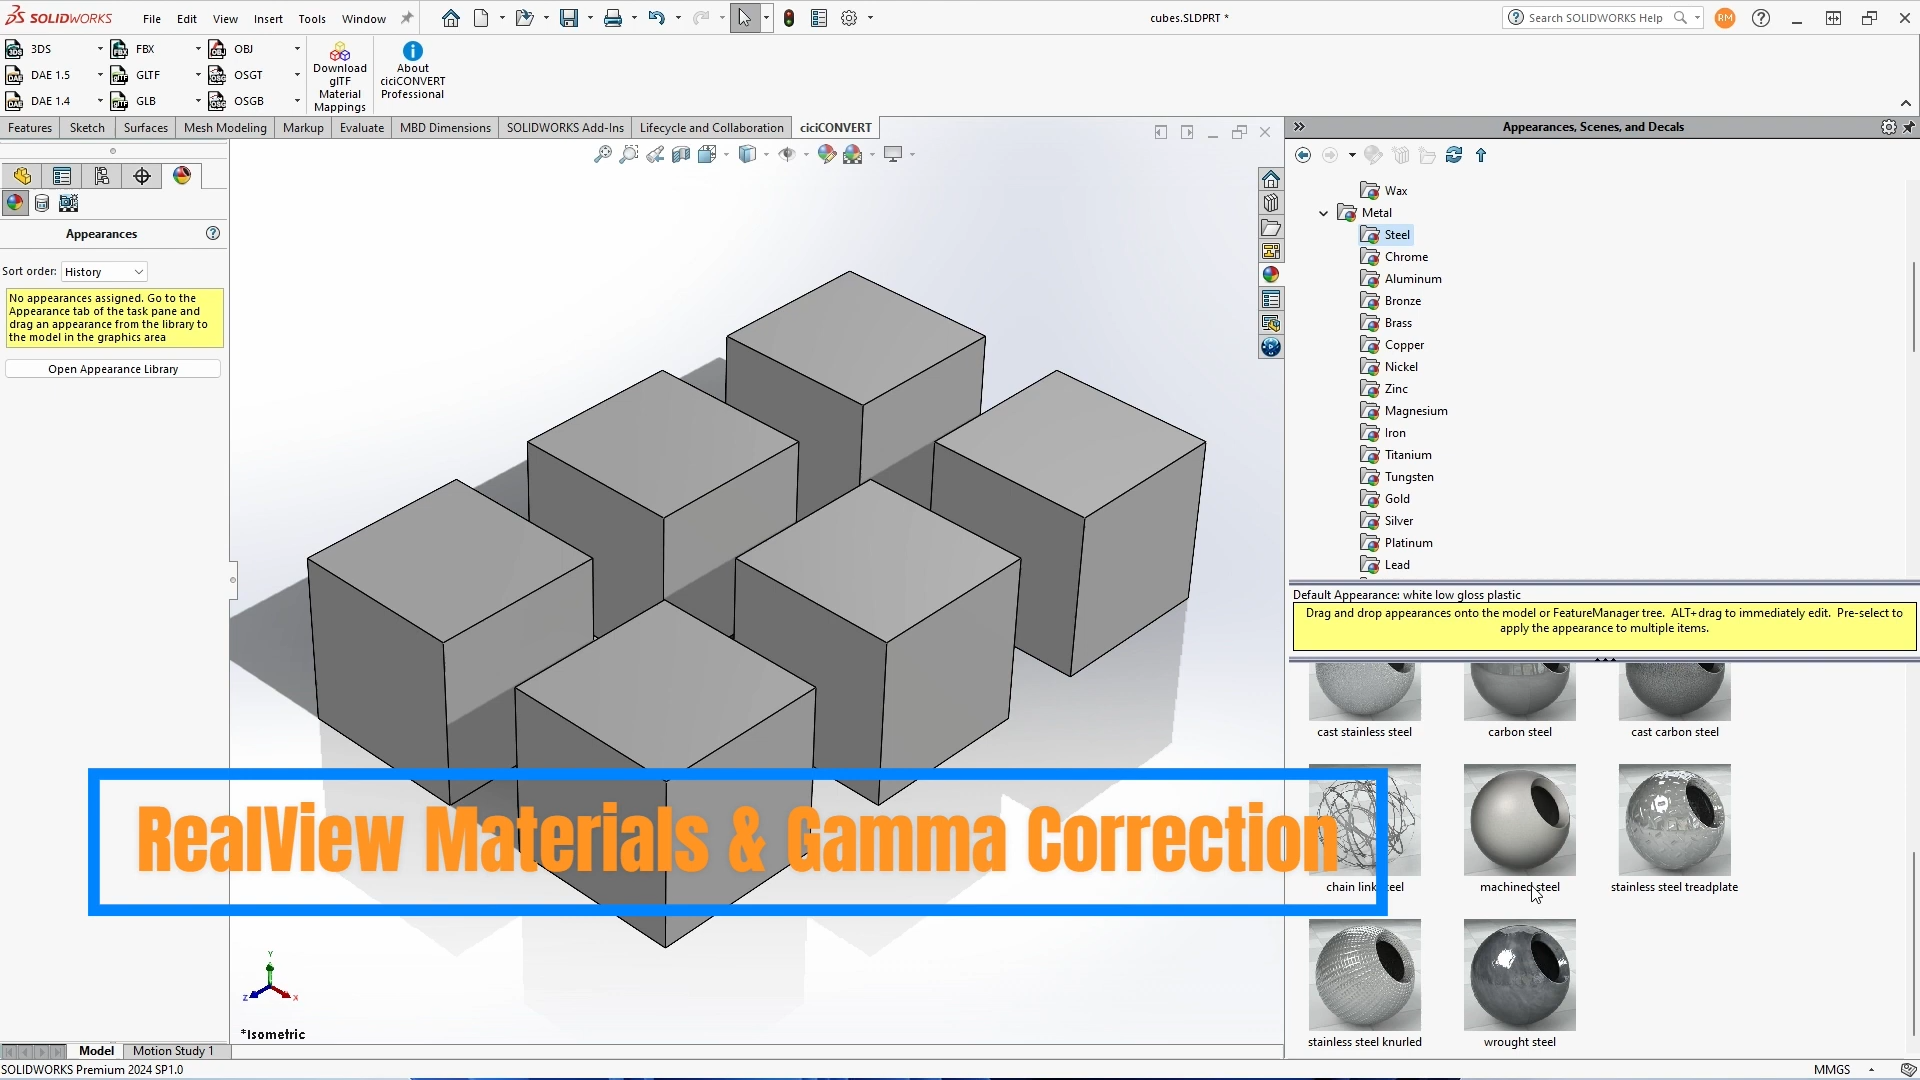 SOLIDWORKS
File
Edit
View
Insert
Tools
Window
cubes.SLDPRT *
Search SOLIDWORKS Help
RM
3DS
FBX
OBJ
DAE 1.5
GLTF
OSGT
DAE 1.4
GLB
OSGB
Download
glTF
Material
Mappings
About
ciciCONVERT
Professional
Features
Sketch
Surfaces
Mesh Modeling
Markup
Evaluate
MBD Dimensions
SOLIDWORKS Add-Ins
Lifecycle and Collaboration
ciciCONVERT
Appearances, Scenes, and Decals
Appearances
Sort order:
History
No appearances assigned. Go to the
Appearance tab of the task pane and
drag an appearance from the library to
the model in the graphics area
Open Appearance Library
Wax
Metal
Steel
Chrome
Aluminum
Bronze
Brass
Copper
Nickel
Zinc
Magnesium
Iron
Titanium
Tungsten
Gold
Silver
Platinum
Lead
Default Appearance: white low gloss plastic
Drag and drop appearances onto the model or FeatureManager tree. ALT+drag to immediately edit. Pre-select to
apply the appearance to multiple items.
cast stainless steel
carbon steel
cast carbon steel
RealView Materials & Gamma Correction
chain link steel
machined steel
stainless steel treadplate
stainless steel knurled
wrought steel
Y
Z
X
*Isometric
Model
Motion Study 1
SOLIDWORKS Premium 2024 SP1.0
MMGS